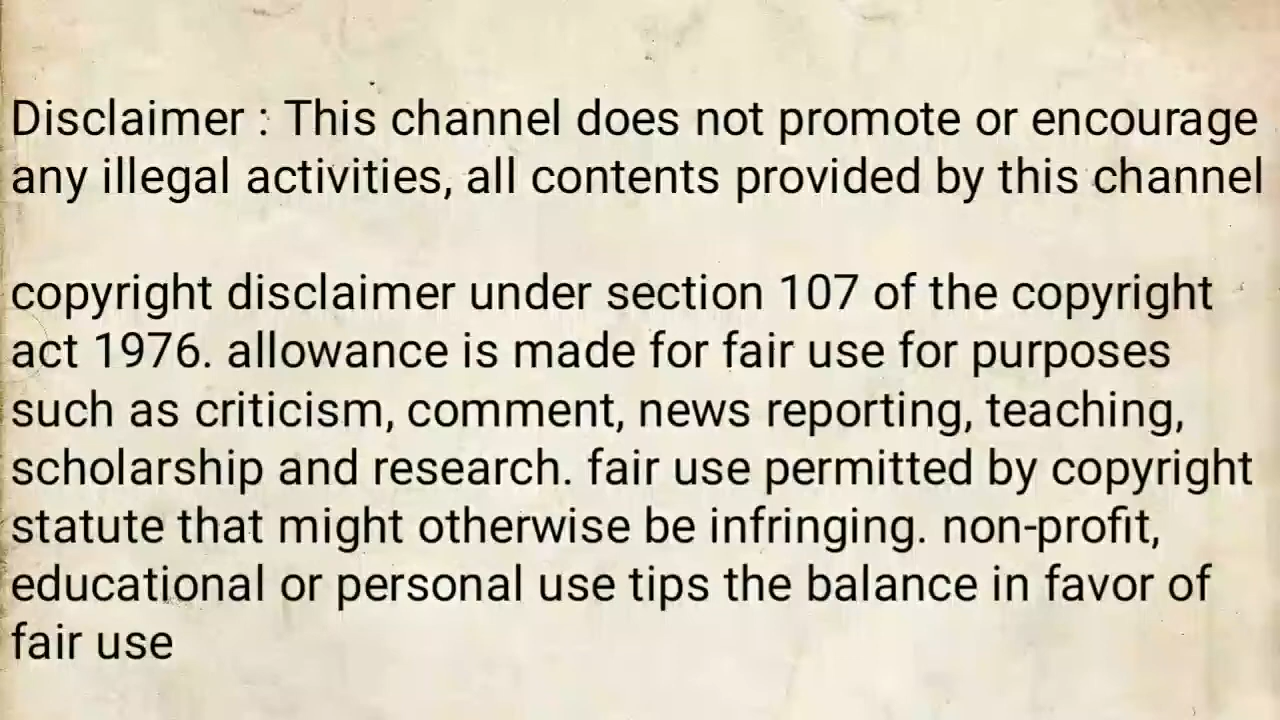 Disclaimer : This channel does not promote or encourage
any illegal activities, all contents provided by this channel
copyright disclaimer under section 107 of the copyright
act 1976. allowance is made for fair use for purposes
such as criticism, comment, news reporting, teaching,
scholarship and research. fair use permitted by copyright
statute that might otherwise be infringing. non-profit,
educational or personal use tips the balance in favor of
fair use